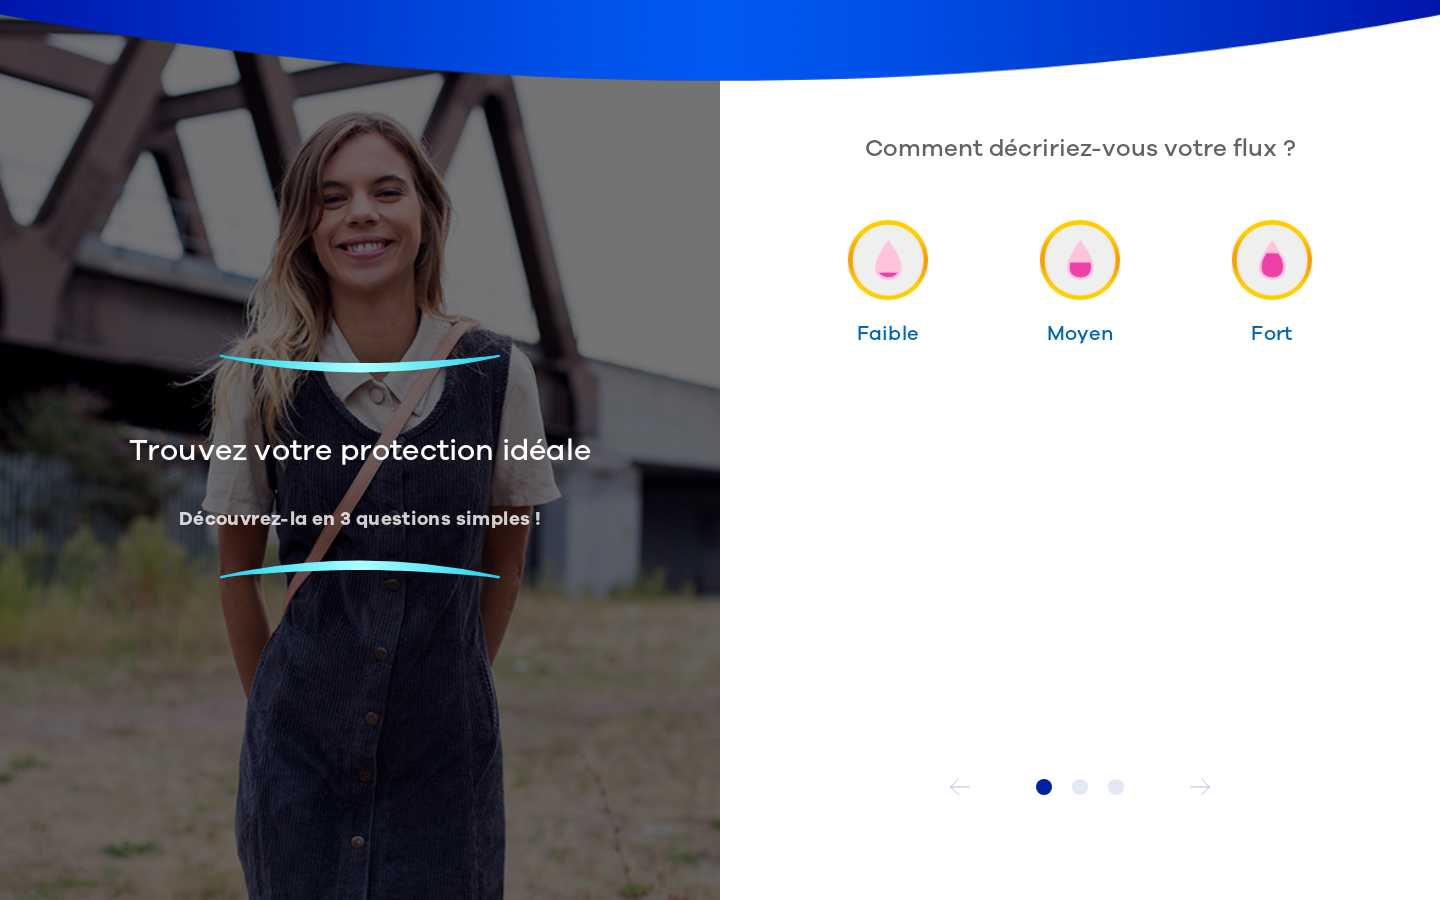 Comment décririez-vous votre flux ?
Faible
Moyen
Fort
Trouvez votre protection idéale
Découvrez-la en 3 questions simples !